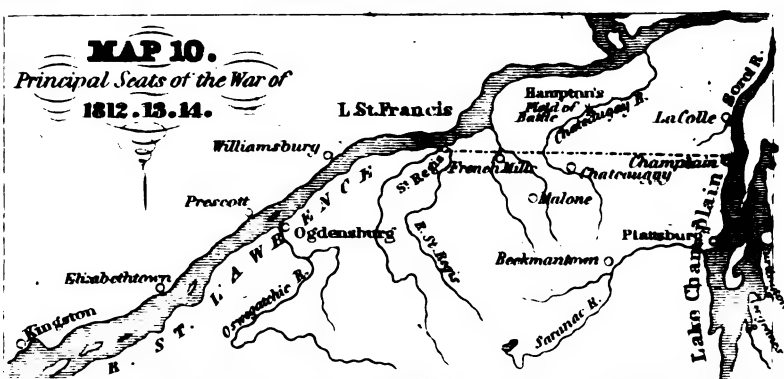 MAP 10.
Principal Seats of the War of
1812.13.14.
L St. Francis
Hampton's
Field of
Battle
Chateaugay R.
La Colle
Sorel R.
Williamsburg
St. Regis
French Mills
Chateaugay
Champlain
Malone
Prescott
Ogdensburg
R. St. Regis
Plattsburg
Beekmantown
Elizabethtown
Oswegatchie R.
Saranac R.
Lake Champlain
Kingston
R. ST. LAWRENCE